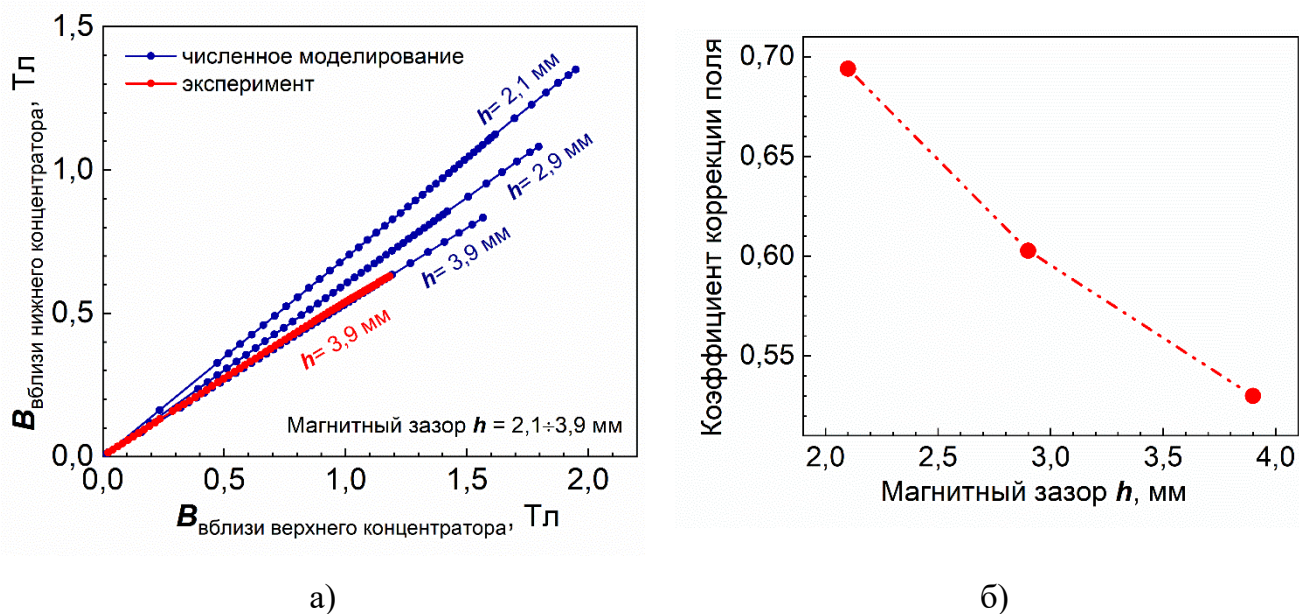 1,5
1,0
0,5
0,0
Bвблизи нижнего концентратора, Тл
численное моделирование
эксперимент
h= 2,1 мм
h= 2,9 мм
h= 3,9 мм
h= 3,9 мм
Магнитный зазор h = 2,1÷3,9 мм
0,0 0,5 1,0 1,5 2,0
Bвблизи верхнего концентратора, Тл
а)
0,70
0,65
0,60
0,55
Коэффициент коррекции поля
2,0 2,5 3,0 3,5 4,0
Магнитный зазор h, мм
б)